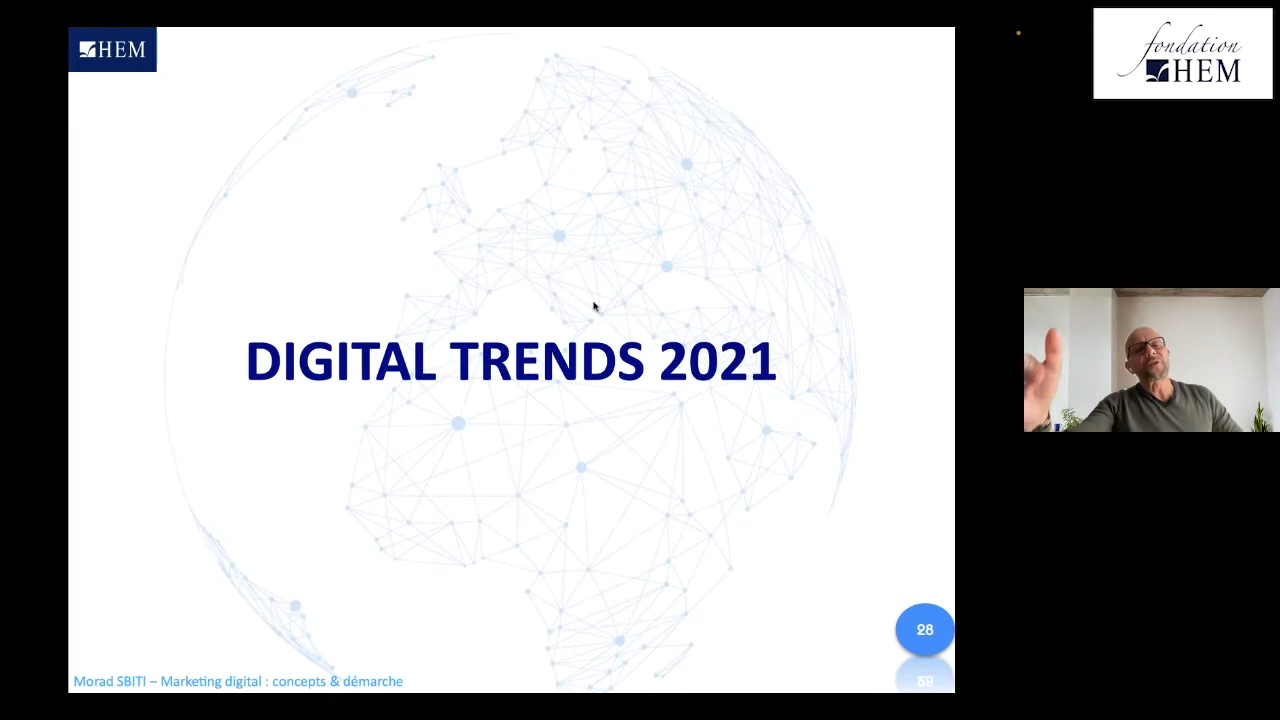 HEM
fondation
HEM
DIGITAL TRENDS 2021
28
Morad SBITI – Marketing digital : concepts & démarche